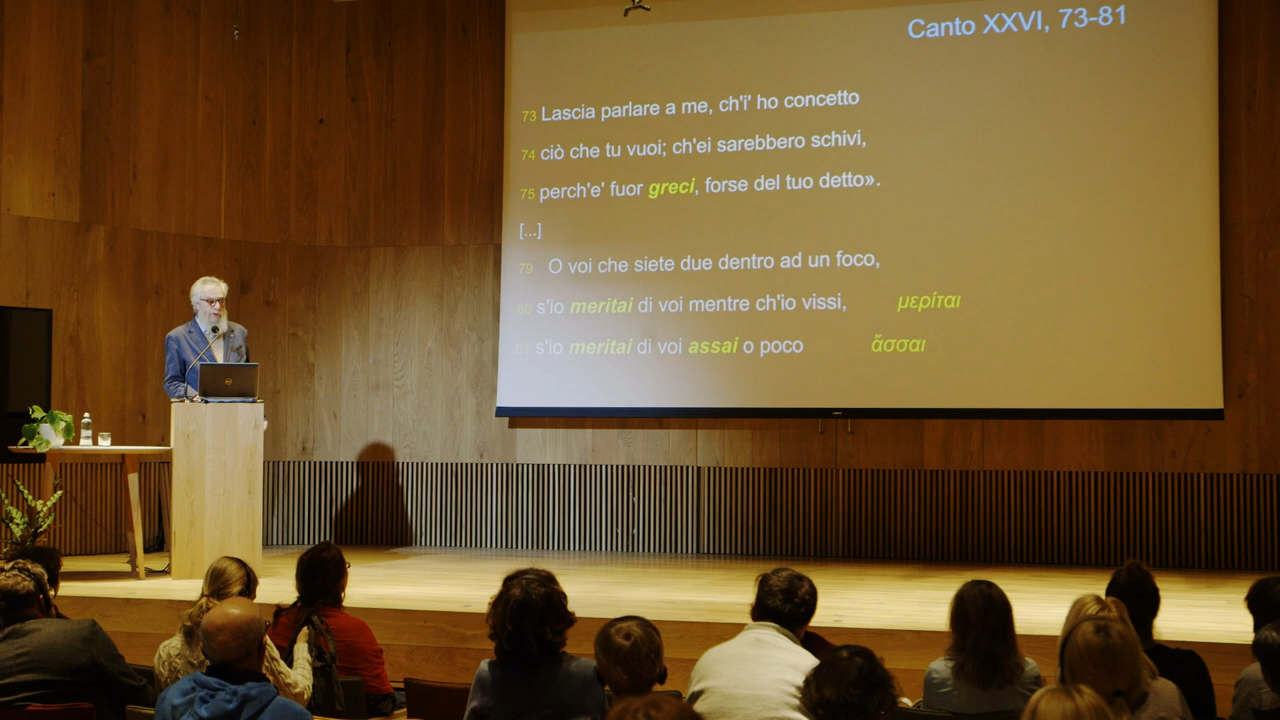 Canto XXVI, 73-81
73 Lascia parlare a me, ch'i' ho concetto
74 ciò che tu vuoi; ch'ei sarebbero schivi,
75 perch'e' fuor greci, forse del tuo detto».
[...]
79 O voi che siete due dentro ad un foco,
80 s'io meritai di voi mentre ch'io vissi, μερίται
81 s'io meritai di voi assai o poco ἄσσαι
DELL